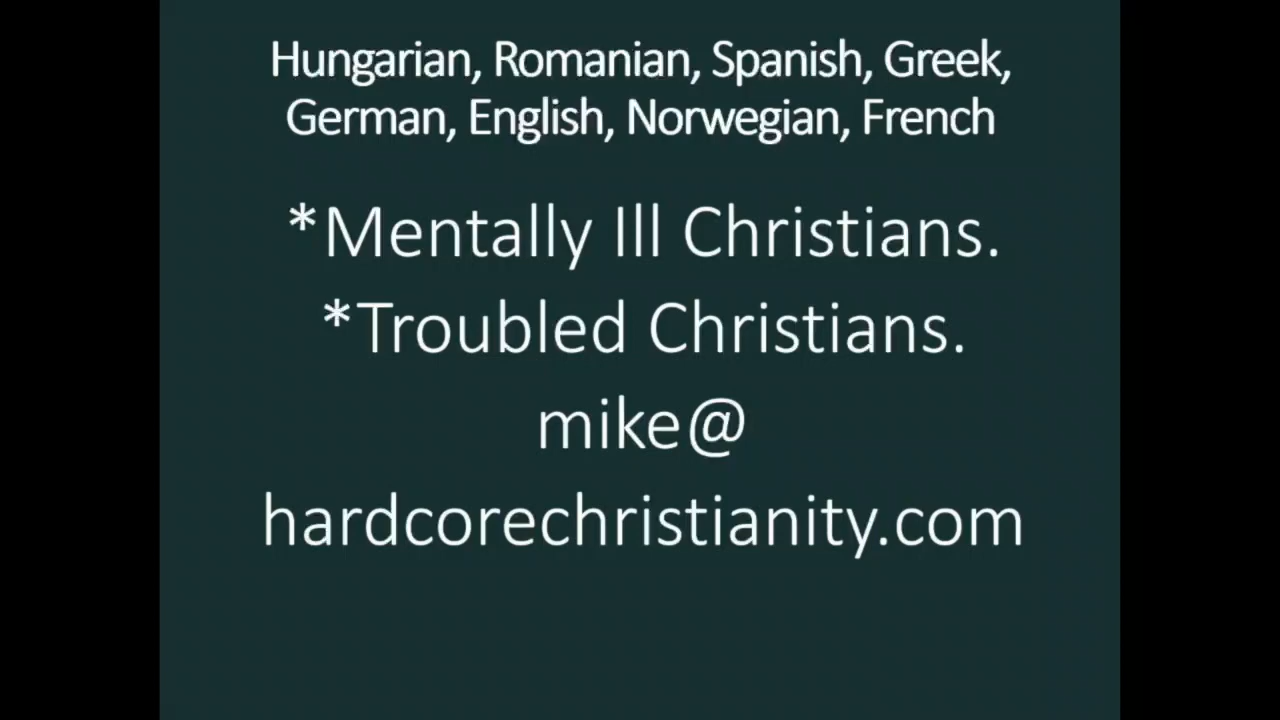 Hungarian, Romanian, Spanish, Greek,
German, English, Norwegian, French
*Mentally Ill Christians.
*Troubled Christians.
mike@
hardcorechristianity.com